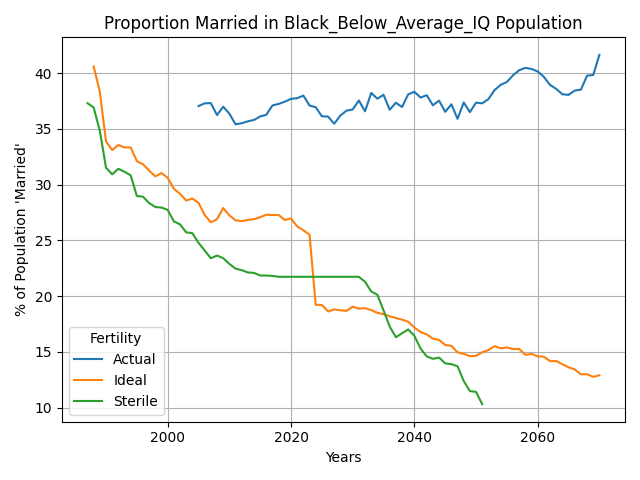 Proportion Married in Black_Below_Average_IQ Population
% of Population 'Married'
40
35
30
25
20
15
10
Fertility
Actual
Ideal
Sterile
2000
2020
2040
2060
Years